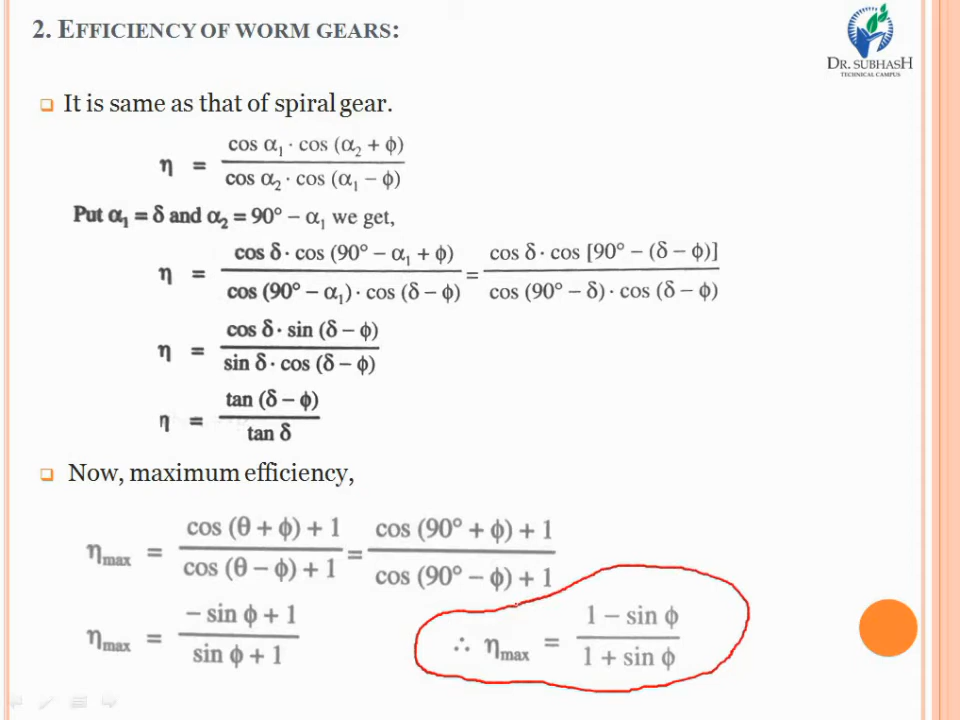 2. EFFICIENCY OF WORM GEARS:
DR. SUBHASH
TECHNICAL CAMPUS
It is same as that of spiral gear.
η = cos α₁ · cos (α₂ + ϕ) / cos α₂ · cos (α₁ − ϕ)
Put α₁ = δ and α₂ = 90° − α₁ we get,
η = cos δ · cos (90° − α₁ + ϕ) / cos (90° − α₁) · cos (δ − ϕ) = cos δ · cos [90° − (δ − ϕ)] / cos (90° − δ) · cos (δ − ϕ)
η = cos δ · sin (δ − ϕ) / sin δ · cos (δ − ϕ)
η = tan (δ − ϕ) / tan δ
Now, maximum efficiency,
ηmax = cos (θ + ϕ) + 1 / cos (θ − ϕ) + 1 = cos (90° + ϕ) + 1 / cos (90° − ϕ) + 1
ηmax = − sin ϕ + 1 / sin ϕ + 1 ∴ ηmax = 1 − sin ϕ / 1 + sin ϕ